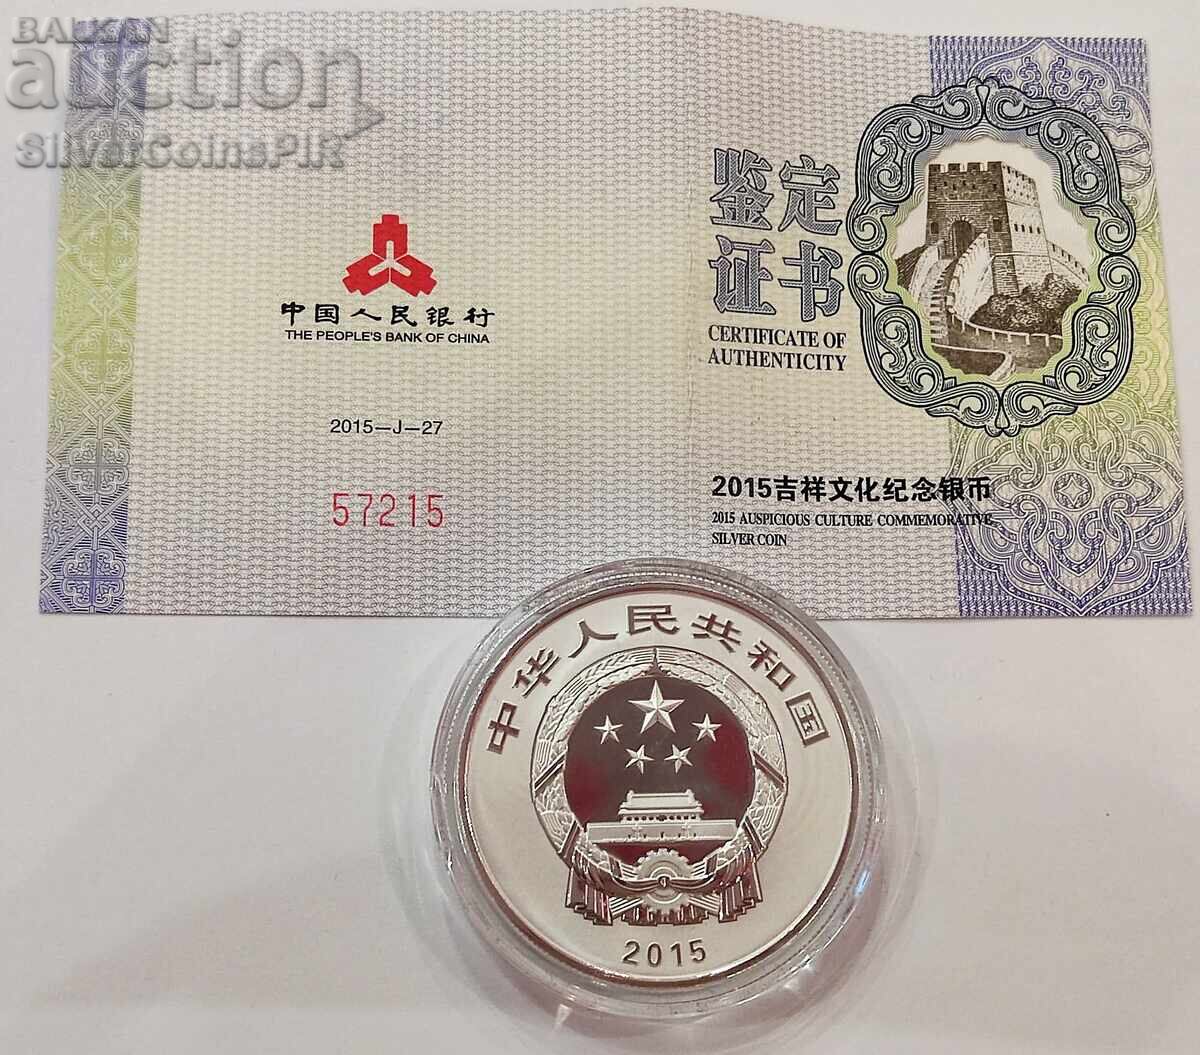 BALKAN
auction
SilverCoinsPlK
中国人民银行
THE PEOPLE'S BANK OF CHINA
2015—J—27
57215
鉴定
证书
CERTIFICATE OF
AUTHENTICITY
2015吉祥文化纪念银币
2015 AUSPICIOUS CULTURE COMMEMORATIVE
SILVER COIN
中华人民共和国
2015